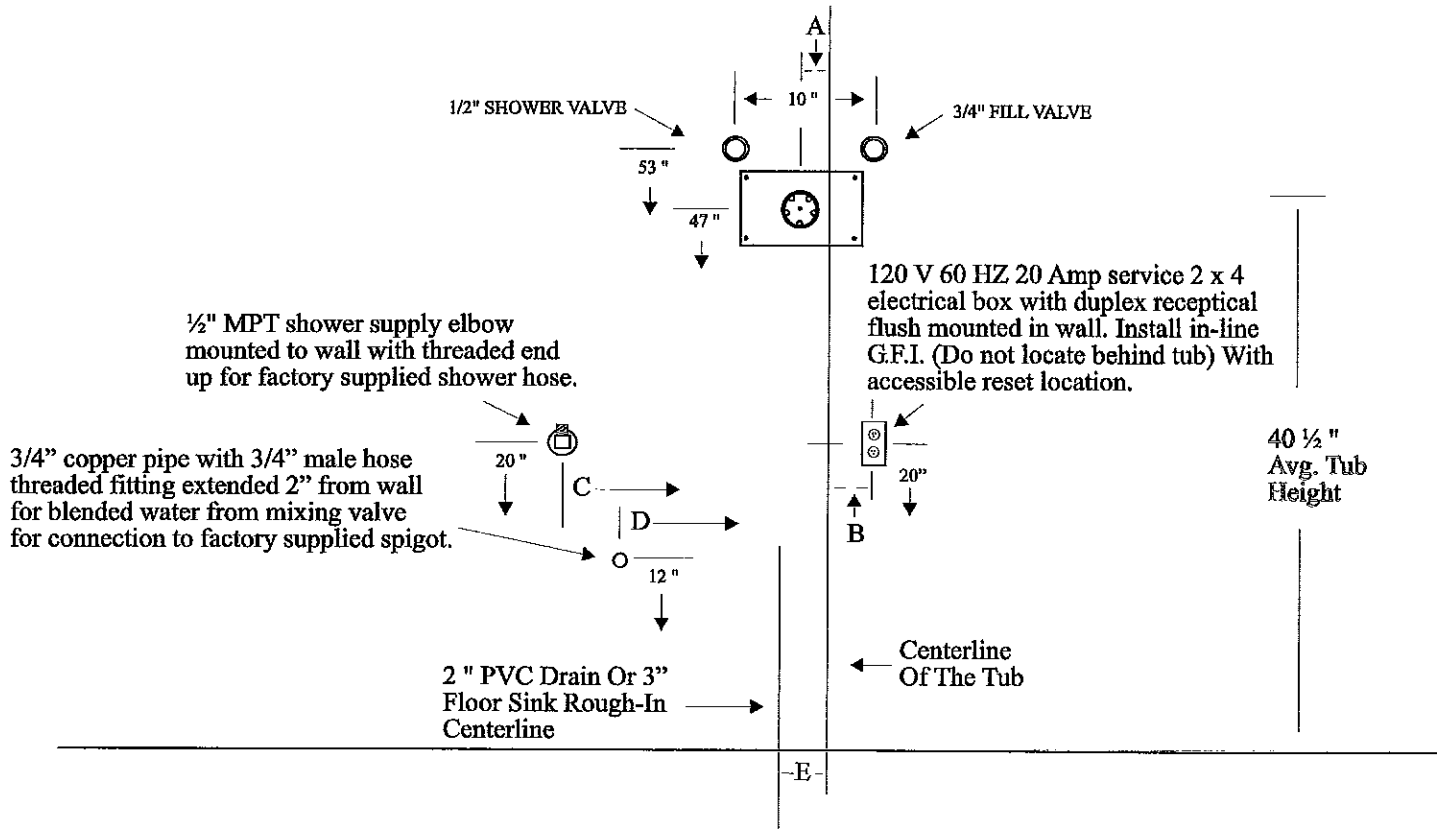 A
10 "
1/2" SHOWER VALVE
3/4" FILL VALVE
53 "
47 "
120 V 60 HZ 20 Amp service 2 x 4
electrical box with duplex receptical
flush mounted in wall. Install in-line
G.F.I. (Do not locate behind tub) With
accessible reset location.
½" MPT shower supply elbow
mounted to wall with threaded end
up for factory supplied shower hose.
20 "
C
3/4” copper pipe with 3/4” male hose
threaded fitting extended 2” from wall
for blended water from mixing valve
for connection to factory supplied spigot.
D
12 "
20”
B
40 ½ "
Avg. Tub
Height
2 " PVC Drain Or 3”
Floor Sink Rough-In
Centerline
Centerline
Of The Tub
E